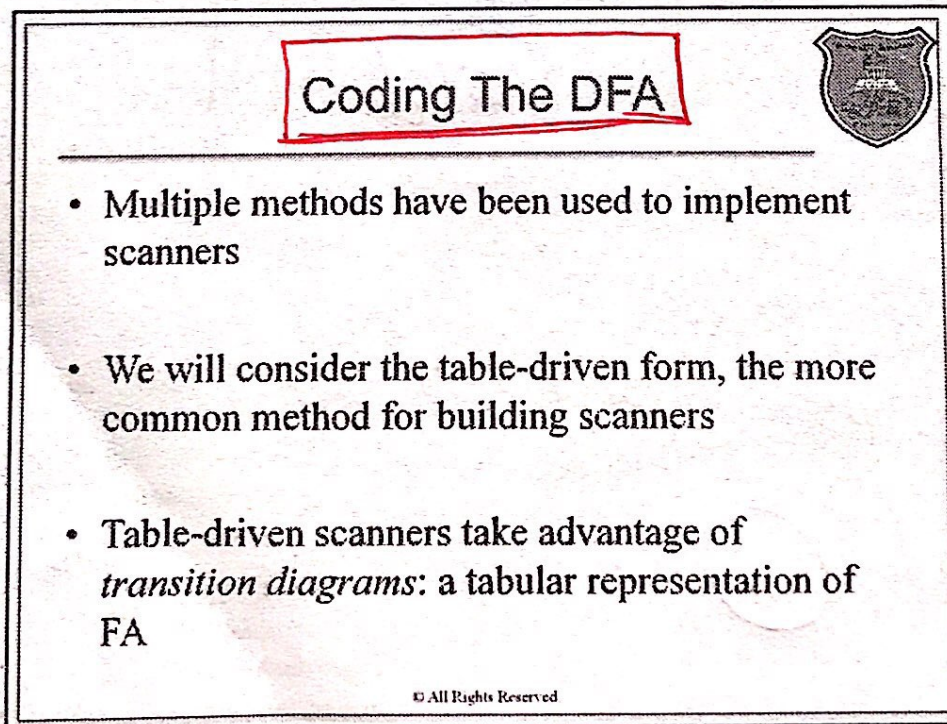 Coding The DFA
• Multiple methods have been used to implement
scanners
• We will consider the table-driven form, the more
common method for building scanners
• Table-driven scanners take advantage of
transition diagrams: a tabular representation of
FA
© All Rights Reserved